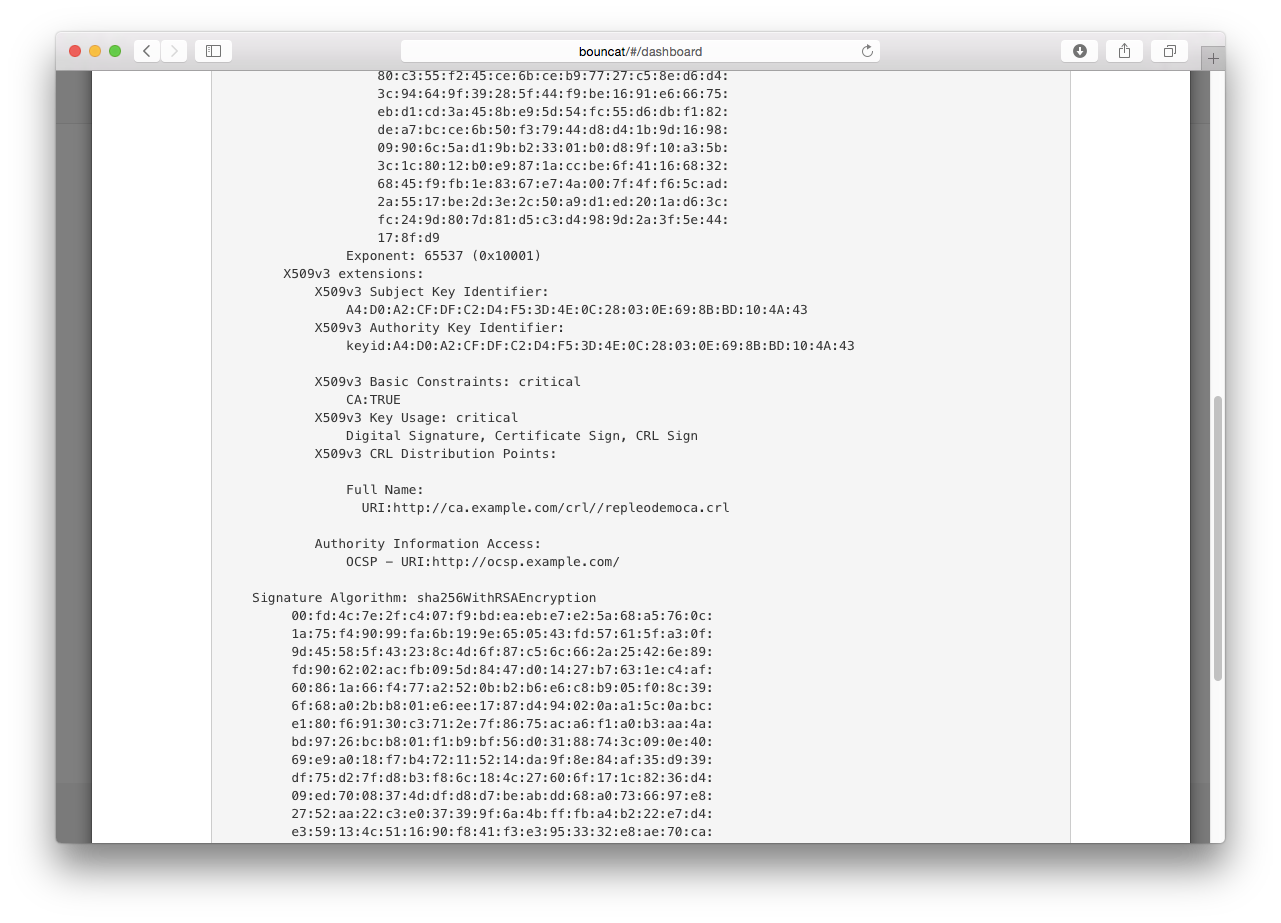 bouncat/#/dashboard
80:c3:55:f2:45:ce:6b:ce:b9:77:27:c5:8e:d6:d4:
3c:94:64:9f:39:28:5f:44:f9:be:16:91:e6:66:75:
eb:d1:cd:3a:45:8b:e9:5d:54:fc:55:d6:db:f1:82:
de:a7:bc:ce:6b:50:f3:79:44:d8:d4:1b:9d:16:98:
09:90:6c:5a:d1:9b:b2:33:01:b0:d8:9f:10:a3:5b:
3c:1c:80:12:b0:e9:87:1a:cc:be:6f:41:16:68:32:
68:45:f9:fb:1e:83:67:e7:4a:00:7f:4f:f6:5c:ad:
2a:55:17:be:2d:3e:2c:50:a9:d1:ed:20:1a:d6:3c:
fc:24:9d:80:7d:81:d5:c3:d4:98:9d:2a:3f:5e:44:
17:8f:d9
Exponent: 65537 (0x10001)
X509v3 extensions:
X509v3 Subject Key Identifier:
A4:D0:A2:CF:DF:C2:D4:F5:3D:4E:0C:28:03:0E:69:8B:BD:10:4A:43
X509v3 Authority Key Identifier:
keyid:A4:D0:A2:CF:DF:C2:D4:F5:3D:4E:0C:28:03:0E:69:8B:BD:10:4A:43
X509v3 Basic Constraints: critical
CA:TRUE
X509v3 Key Usage: critical
Digital Signature, Certificate Sign, CRL Sign
X509v3 CRL Distribution Points:
Full Name:
URI:http://ca.example.com/crl//repleodemoca.crl
Authority Information Access:
OCSP - URI:http://ocsp.example.com/
Signature Algorithm: sha256WithRSAEncryption
00:fd:4c:7e:2f:c4:07:f9:bd:ea:eb:e7:e2:5a:68:a5:76:0c:
1a:75:f4:90:99:fa:6b:19:9e:65:05:43:fd:57:61:5f:a3:0f:
9d:45:58:5f:43:23:8c:4d:6f:87:c5:6c:66:2a:25:42:6e:89:
fd:90:62:02:ac:fb:09:5d:84:47:d0:14:27:b7:63:1e:c4:af:
60:86:1a:66:f4:77:a2:52:0b:b2:b6:e6:c8:b9:05:f0:8c:39:
6f:68:a0:2b:b8:01:e6:ee:17:87:d4:94:02:0a:a1:5c:0a:bc:
e1:80:f6:91:30:c3:71:2e:7f:86:75:ac:a6:f1:a0:b3:aa:4a:
bd:97:26:bc:b8:01:f1:b9:bf:56:d0:31:88:74:3c:09:0e:40:
69:e9:a0:18:f7:b4:72:11:52:14:da:9f:8e:84:af:35:d9:39:
df:75:d2:7f:d8:b3:f8:6c:18:4c:27:60:6f:17:1c:82:36:d4:
09:ed:70:08:37:4d:df:d8:d7:be:ab:dd:68:a0:73:66:97:e8:
27:52:aa:22:c3:e0:37:39:9f:6a:4b:ff:fb:a4:b2:22:e7:d4:
e3:59:13:4c:51:16:90:f8:41:f3:e3:95:33:32:e8:ae:70:ca: